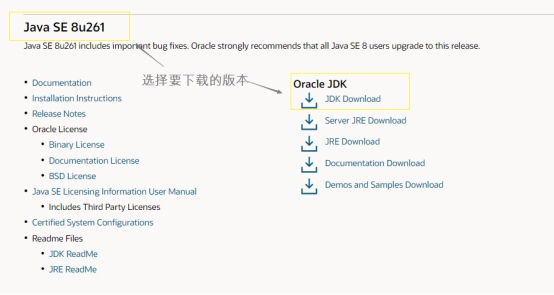 Java SE 8u261
Java SE 8u261 includes important bug fixes. Oracle strongly recommends that all Java SE 8 users upgrade to this release.
选择要下载的版本
Documentation
Installation Instructions
Release Notes
Oracle License
Binary License
Documentation License
BSD License
Java SE Licensing Information User Manual
Includes Third Party Licenses
Certified System Configurations
Readme Files
JDK ReadMe
JRE ReadMe
Oracle JDK
JDK Download
Server JRE Download
JRE Download
Documentation Download
Demos and Samples Download